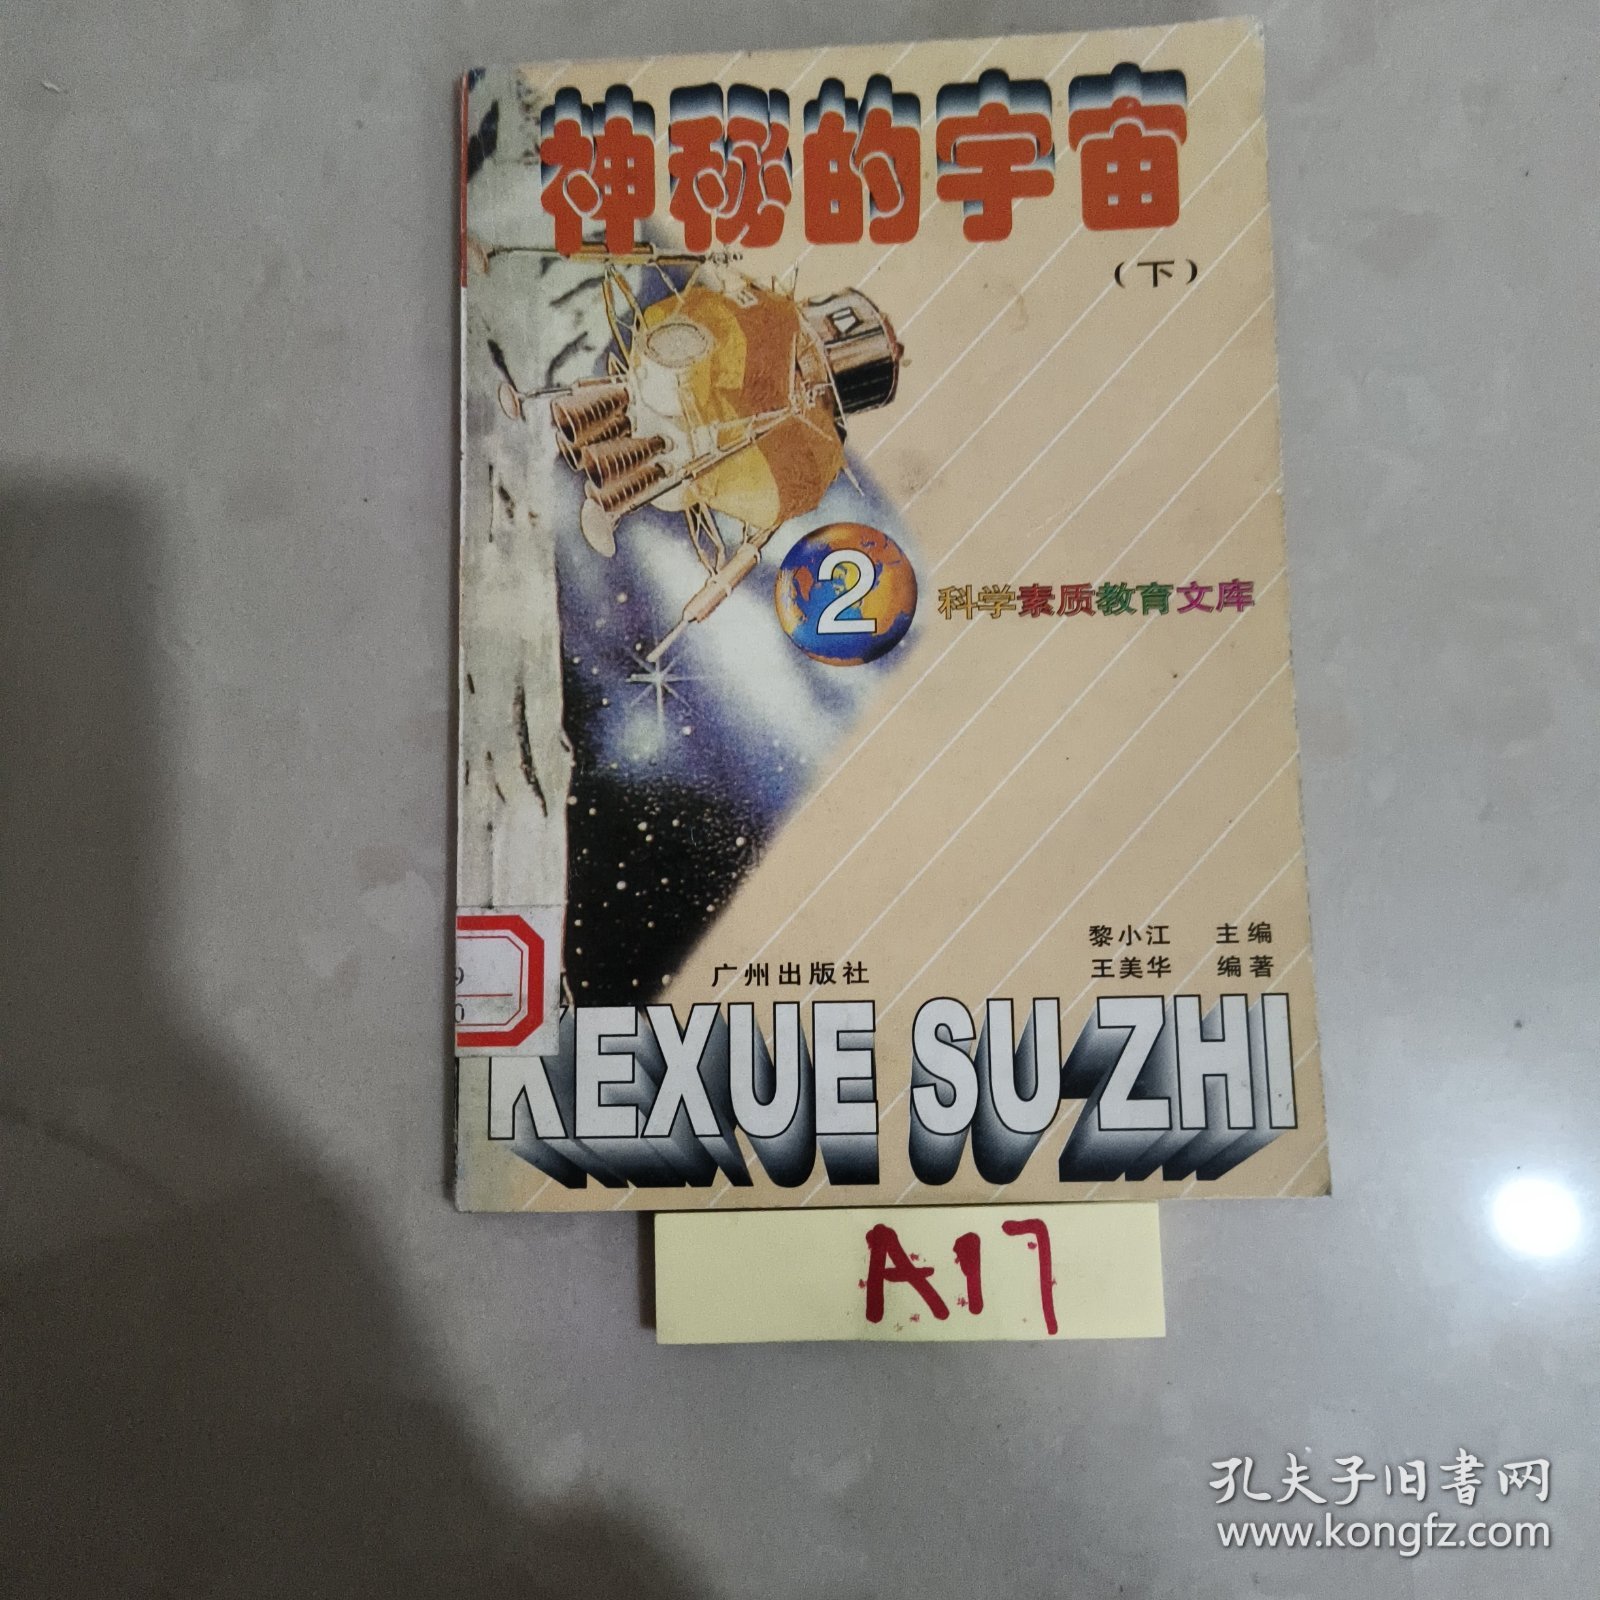 神秘的宇宙
(下)
2
科学素质教育文库
黎小江 主编
王美华 编著
广州出版社
9
0
KEXUE SU ZHI
A17
孔夫子旧书网
www.kongfz.com